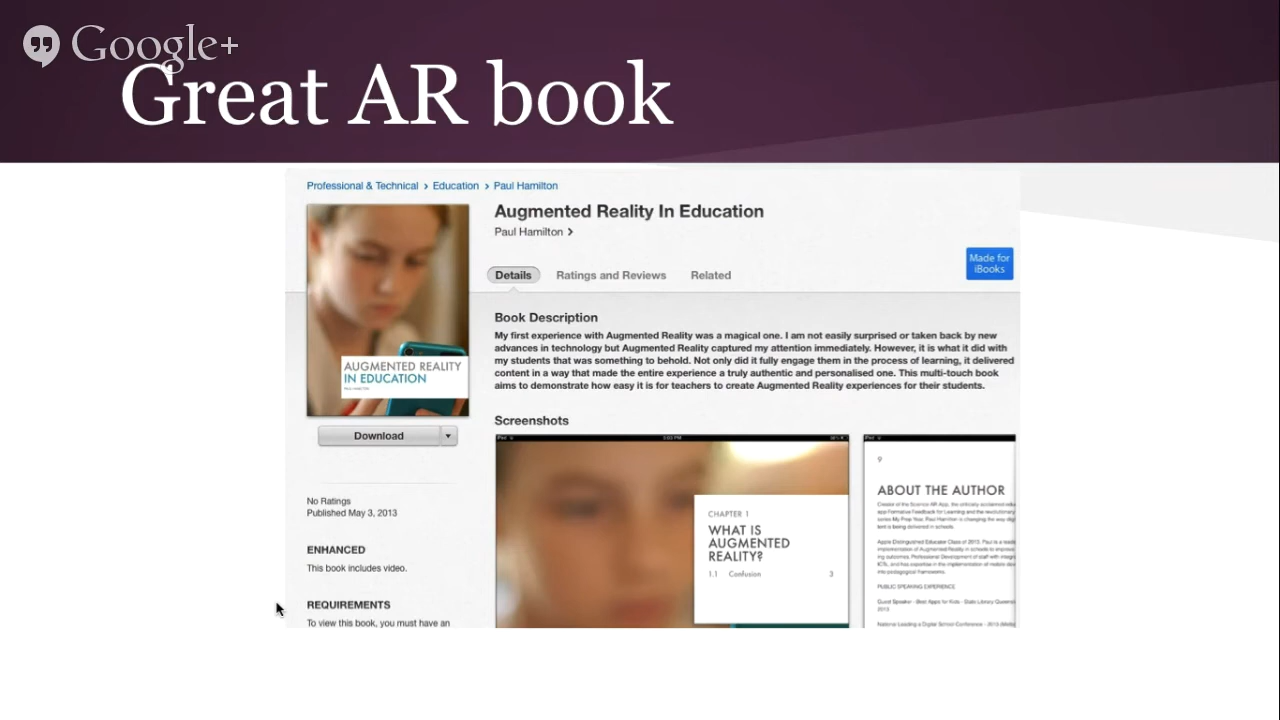 Google+
Great AR book
Professional & Technical › Education › Paul Hamilton
Augmented Reality In Education
Paul Hamilton
Made for
iBooks
Details Ratings and Reviews Related
AUGMENTED REALITY
IN EDUCATION
Download
Book Description
My first experience with Augmented Reality was a magical one. I am not easily surprised or taken back by new
advances in technology but Augmented Reality captured my attention immediately. However, it is what it did with
my students that was something to behold. Not only did it fully engage them in the process of learning, it delivered
content in a way that made the entire experience a truly authentic and personalised one. This multi-touch book
aims to demonstrate how easy it is for teachers to create Augmented Reality experiences for their students.
Screenshots
No Ratings
Published May 3, 2013
ENHANCED
This book includes video.
REQUIREMENTS
To view this book, you must have an
CHAPTER 1
WHAT IS
AUGMENTED
REALITY?
1.1 Confusion 3
ABOUT THE AUTHOR
PUBLIC SPEAKING EXPERIENCE